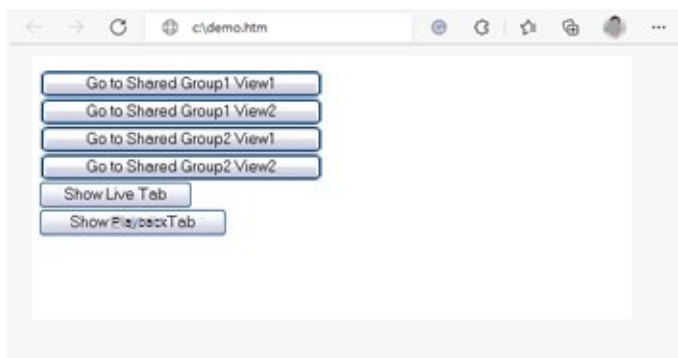 c:\demo.htm
Go to Shared Group1 View1
Go to Shared Group1 View2
Go to Shared Group2 View1
Go to Shared Group2 View2
Show Live Tab
Show Playback Tab